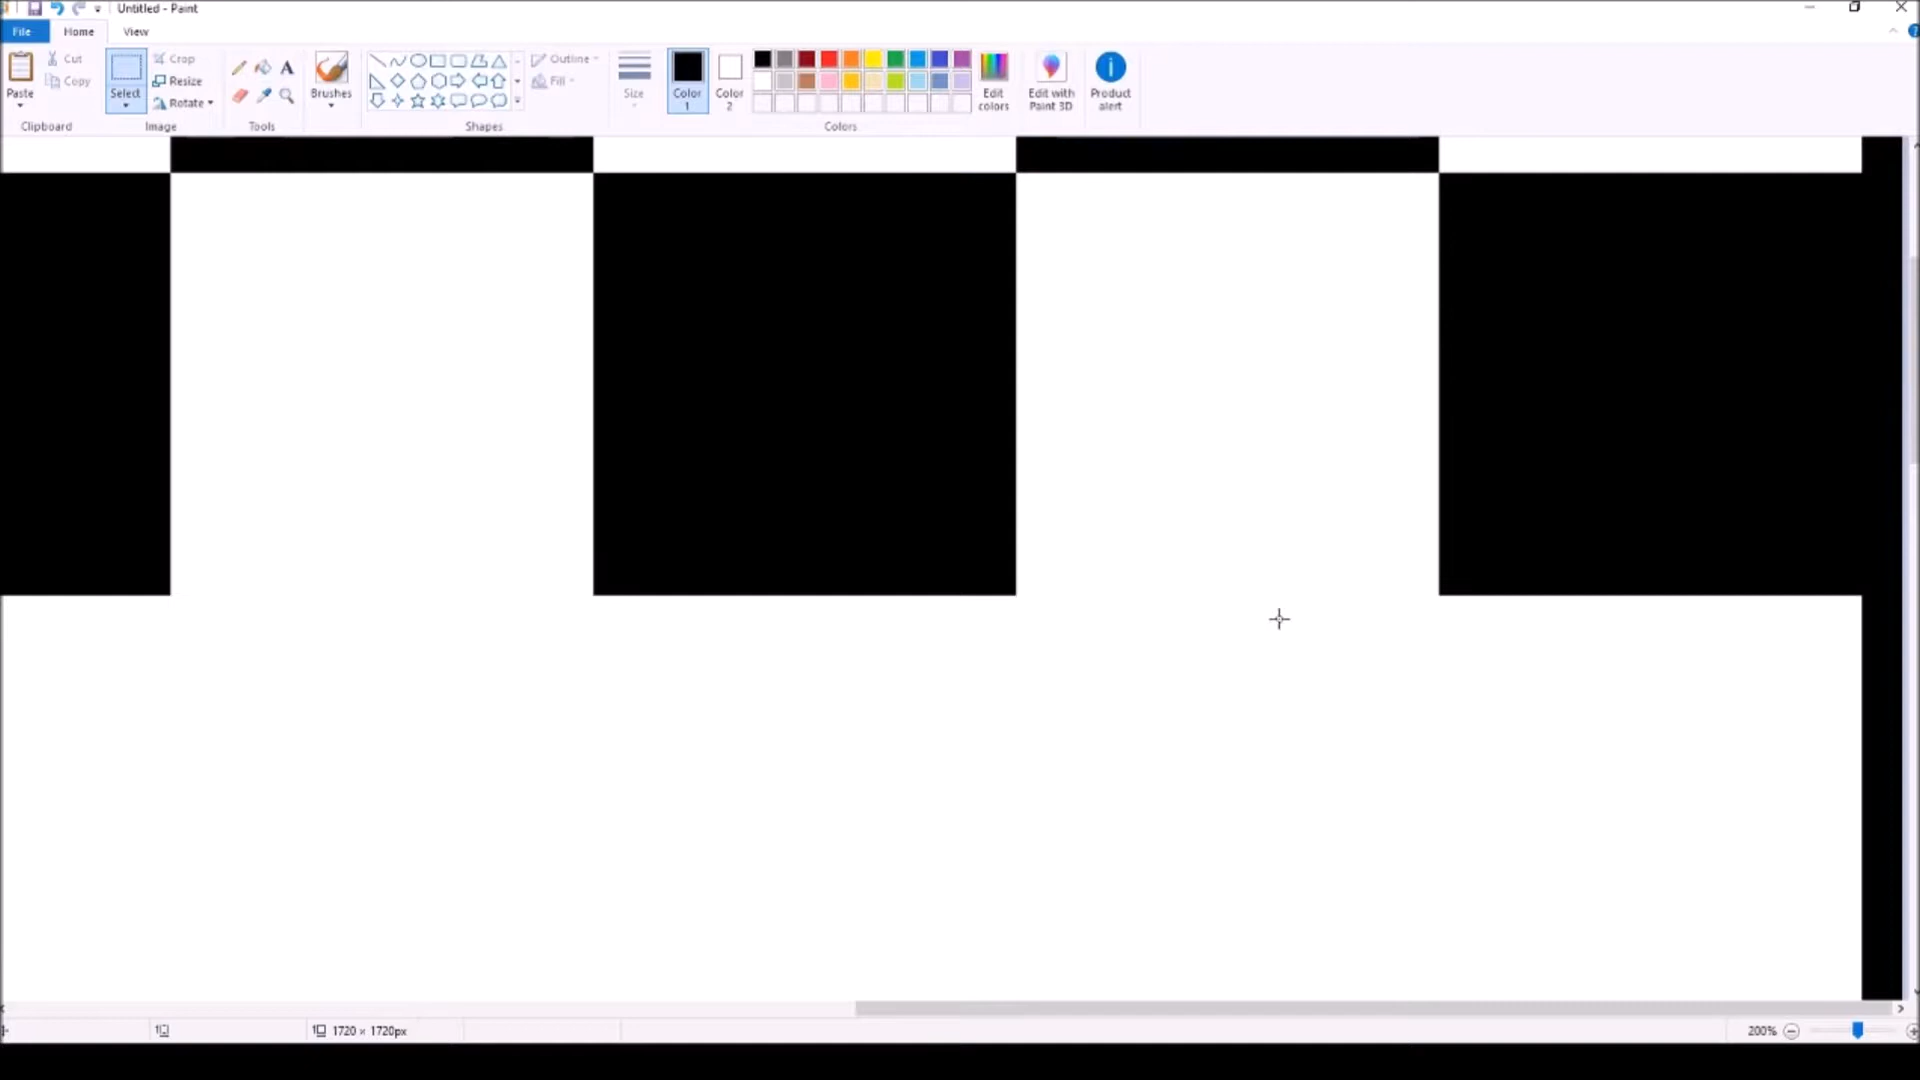 Untitled - Paint
File Home View
Paste
Cut
Copy
Clipboard
Select
Crop
Resize
Rotate
Image
A
Tools
Brushes
Shapes
Outline
Fill
Size
Color 1
Color 2
Colors
Edit colors
Edit with Paint 3D
Product alert
1720 × 1720px
200%